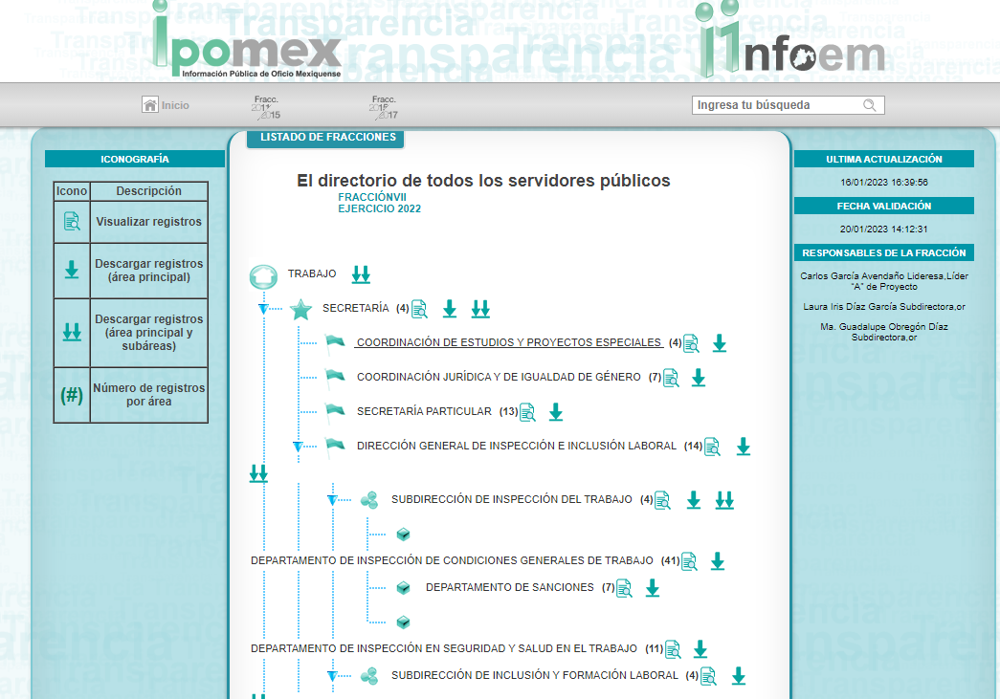 ipomex
Información Pública de Oficio Mexiquense
infoem
Inicio
Fracc.
2015
Fracc.
2017
Ingresa tu búsqueda
ICONOGRAFÍA
Icono Descripción
Visualizar registros
Descargar registros
(área principal)
Descargar registros
(área principal y
subáreas)
(#) Número de registros
por área
LISTADO DE FRACCIONES
El directorio de todos los servidores públicos
FRACCIÓNVII
EJERCICIO 2022
TRABAJO
SECRETARÍA (4)
COORDINACIÓN DE ESTUDIOS Y PROYECTOS ESPECIALES (4)
COORDINACIÓN JURÍDICA Y DE IGUALDAD DE GÉNERO (7)
SECRETARÍA PARTICULAR (13)
DIRECCIÓN GENERAL DE INSPECCIÓN E INCLUSIÓN LABORAL (14)
SUBDIRECCIÓN DE INSPECCIÓN DEL TRABAJO (4)
DEPARTAMENTO DE INSPECCIÓN DE CONDICIONES GENERALES DE TRABAJO (41)
DEPARTAMENTO DE SANCIONES (7)
DEPARTAMENTO DE INSPECCIÓN EN SEGURIDAD Y SALUD EN EL TRABAJO (11)
SUBDIRECCIÓN DE INCLUSIÓN Y FORMACIÓN LABORAL (4)
ULTIMA ACTUALIZACIÓN
16/01/2023 16:39:56
FECHA VALIDACIÓN
20/01/2023 14:12:31
RESPONSABLES DE LA FRACCIÓN
Carlos García Avendaño Lideresa,Líder
"A" de Proyecto
Laura Iris Díaz García Subdirectora,or
Ma. Guadalupe Obregón Díaz
Subdirectora,or